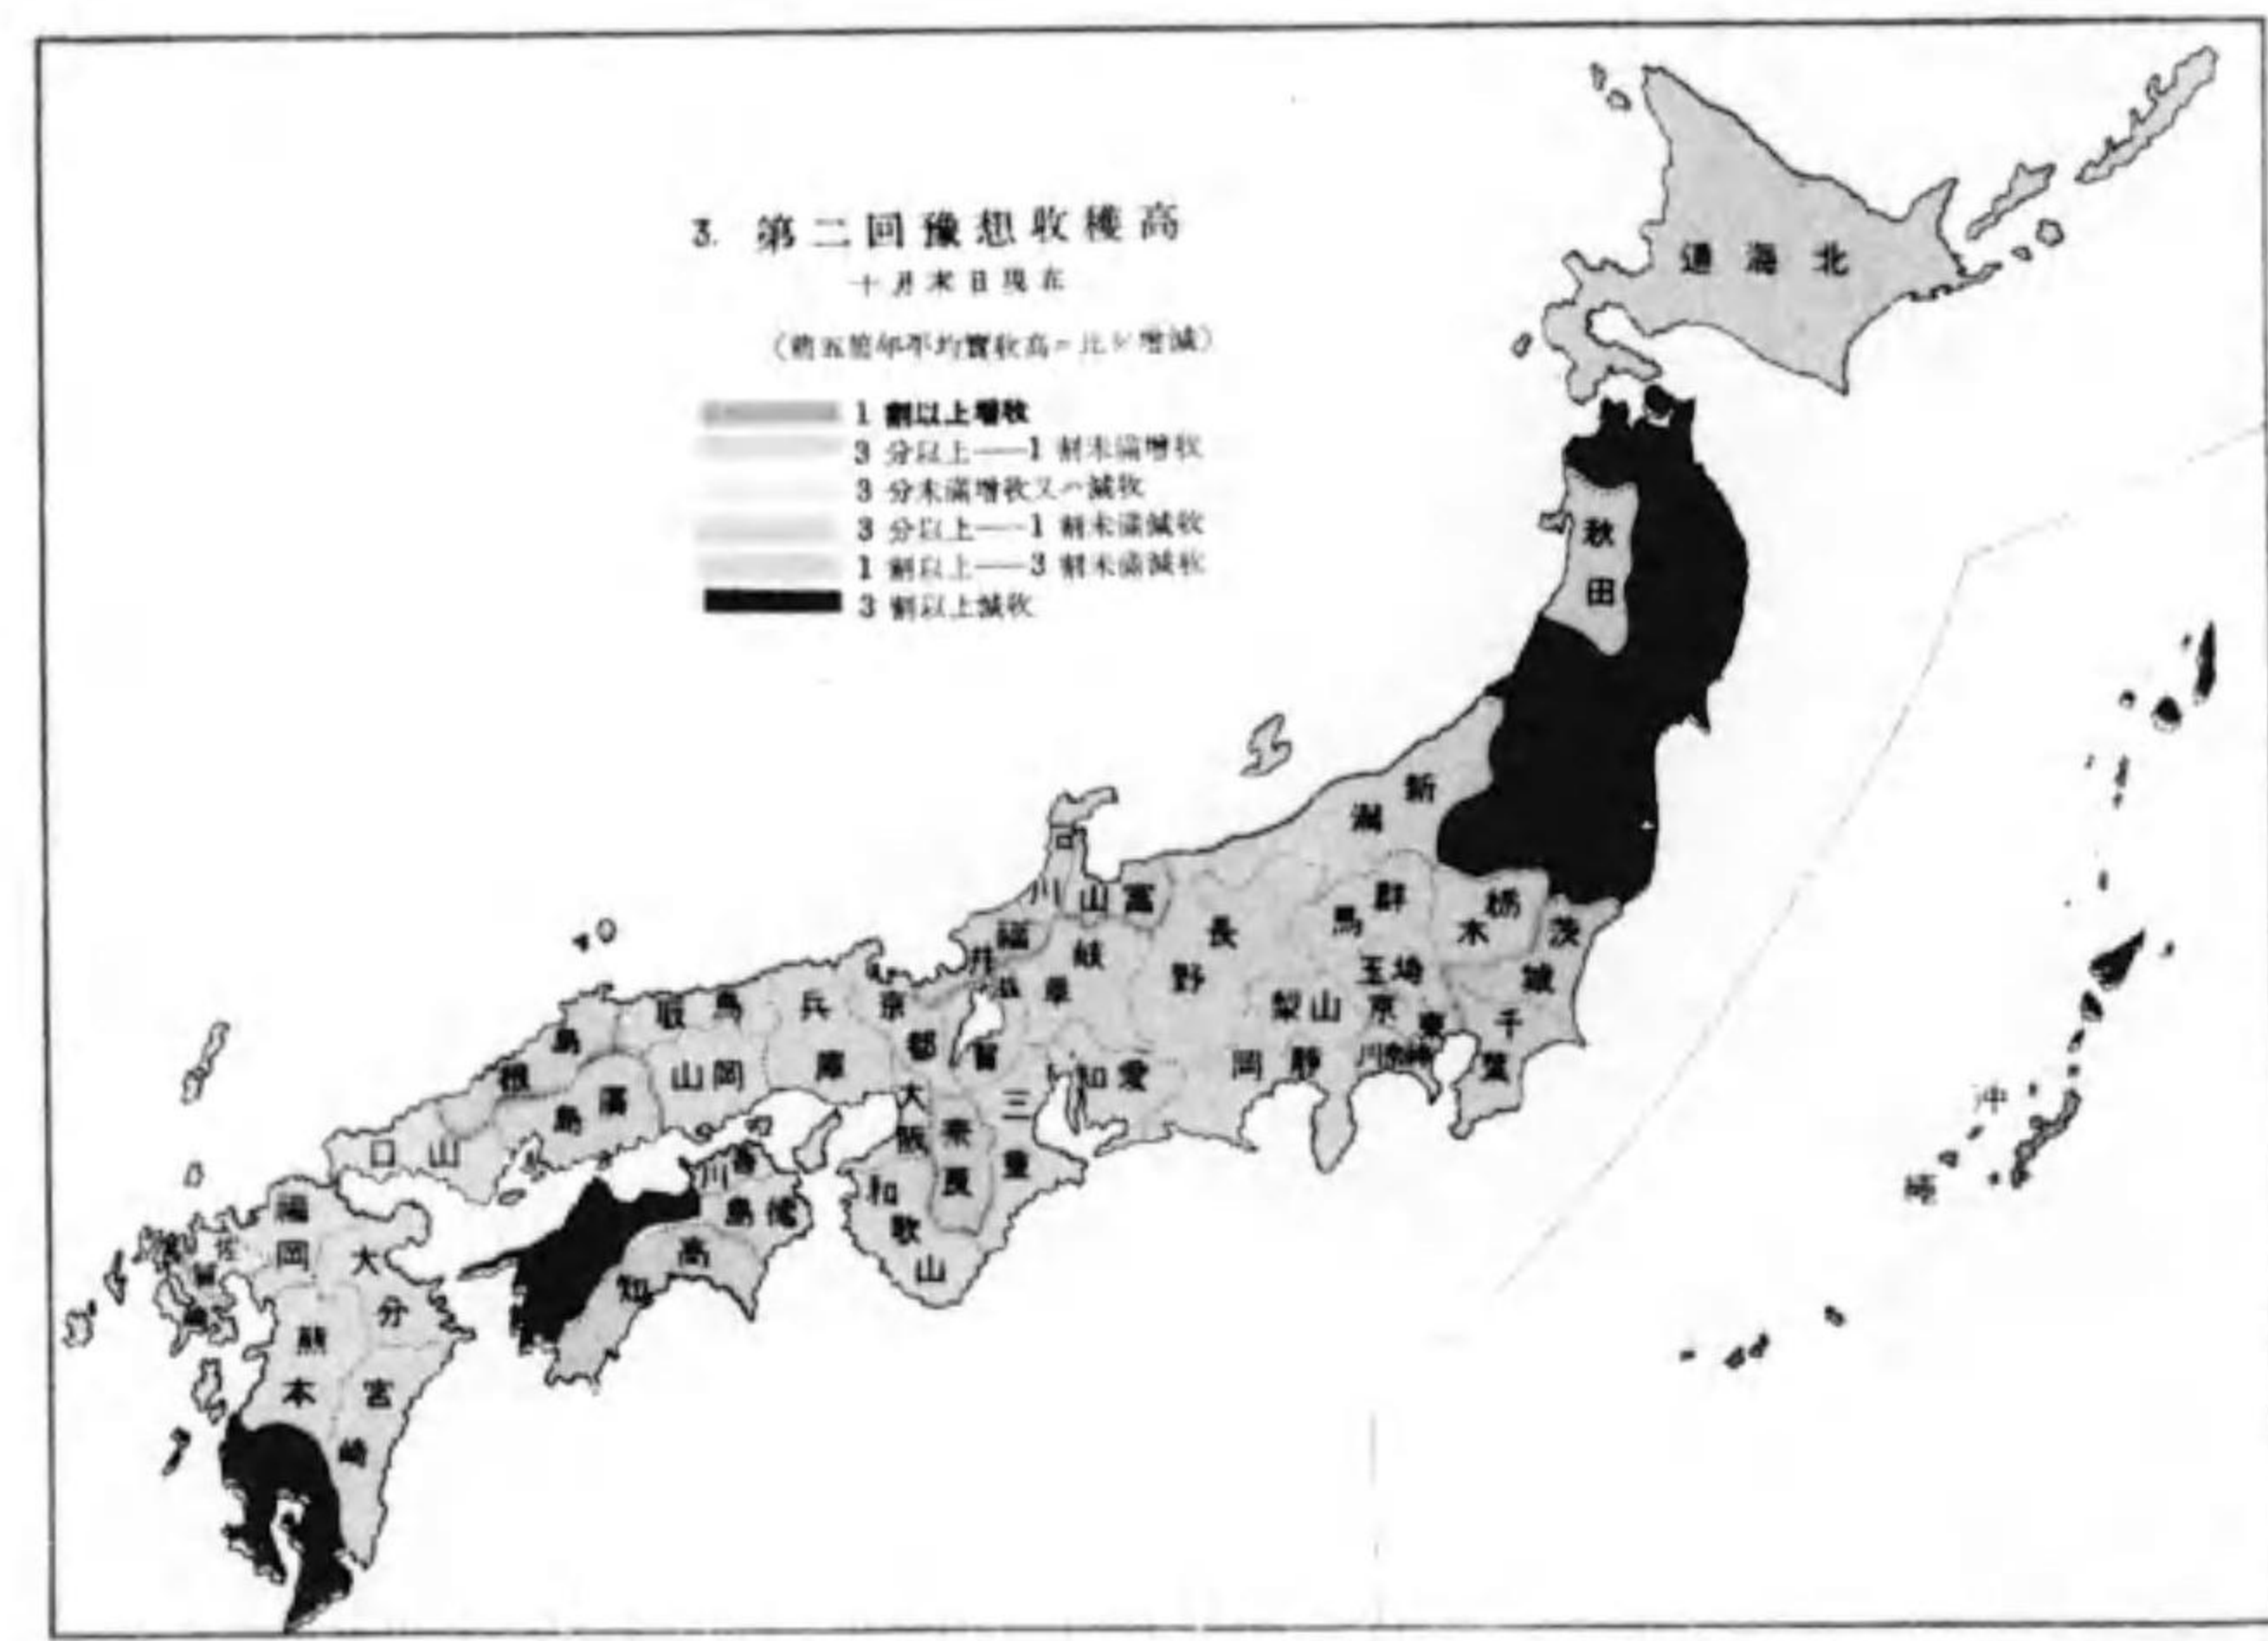 3. 第二回豫想收穫高
十月末日現在
(前五箇年平均實收高ニ比シ增減)
1 割以上增收
3 分以上——1 割未滿增收
3 分未滿增收又ハ減收
3 分以上——1 割未滿減收
1 割以上——3 割未滿減收
3 割以上減收
北海道
秋田
新潟
石川
富山
福井
岐阜
長野
群馬
栃木
茨城
埼玉
東京
千葉
神奈川
山梨
静岡
愛知
滋賀
三重
京都
大阪
奈良
和歌山
兵庫
鳥取
岡山
島根
廣島
山口
香川
德島
高知
福岡
大分
佐賀
熊本
宮崎
沖